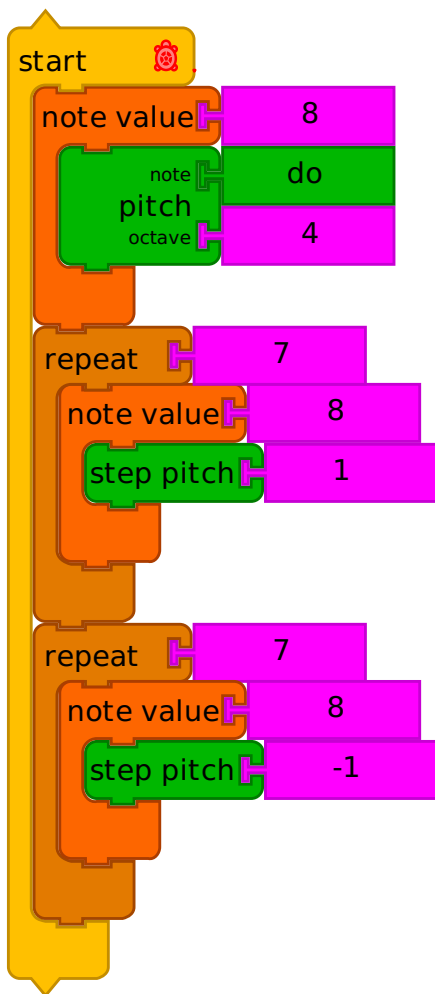 start
note value 8
note do
pitch
octave 4
repeat 7
note value 8
step pitch 1
repeat 7
note value 8
step pitch -1